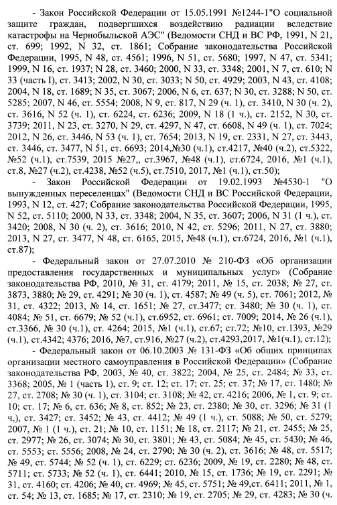 - Закон Российской Федерации от 15.05.1991 №1244-1"О социальной
защите граждан, подвергшихся воздействию радиации вследствие
катастрофы на Чернобыльской АЭС" (Ведомости СНД и ВС РФ, 1991, N 21,
ст. 699; 1992, N 32, ст. 1861; Собрание законодательства Российской
Федерации, 1995, N 48, ст. 4561; 1996, N 51, ст. 5680; 1997, N 47, ст. 5341;
1999, N 16, ст. 1937; N 28, ст. 3460; 2000, N 33, ст. 3348; 2001, N 7, ст. 610; N
33 (часть I), ст. 3413; 2002, N 30, ст. 3033; N 50, ст. 4929; 2003, N 43, ст. 4108;
2004, N 18, ст. 1689; N 35, ст. 3067; 2006, N 6, ст. 637; N 30, ст. 3288; N 50, ст.
5285; 2007, N 46, ст. 5554; 2008, N 9, ст. 817; N 29 (ч. 1), ст. 3410; N 30 (ч. 2),
ст. 3616, N 52 (ч. 1), ст. 6224, ст. 6236; 2009, N 18 (1 ч.), ст. 2152, N 30, ст.
3739; 2011, N 23, ст. 3270, N 29, ст. 4297, N 47, ст. 6608, N 49 (ч. 1), ст. 7024;
2012, N 26, ст. 3446, N 53 (ч. 1), ст. 7654; 2013, N 19, ст. 2331, N 27, ст. 3443,
ст. 3446, ст. 3477, N 51, ст. 6693; 2014,№30 (ч.1), ст.4217, №40 (ч.2), ст.5322,
№52 (ч.1), ст.7539, 2015 №27,, ст.3967, №48 (ч.1), ст.6724, 2016, №1 (ч.1),
ст.8, №27 (ч.2), ст.4238, №52 (ч.5), ст.7510, 2017, №1 (ч.1), ст.50);
- Закон Российской Федерации от 19.02.1993 №4530-1 "О
вынужденных переселенцах" (Ведомости СНД и ВС Российской Федерации,
1993, N 12, ст. 427; Собрание законодательства Российской Федерации, 1995,
N 52, ст. 5110; 2000, N 33, ст. 3348; 2004, N 35, ст. 3607; 2006, N 31 (1 ч.), ст.
3420; 2008, N 30 (ч. 2), ст. 3616; 2010, N 42, ст. 5296; 2011, N 27, ст. 3880;
2013, N 27, ст. 3477, N 48, ст. 6165, 2015, №48 (ч.1), ст.6724, 2016, №1 (ч.1),
ст.87);
- Федеральный закон от 27.07.2010 № 210-ФЗ «Об организации
предоставления государственных и муниципальных услуг» (Собрание
законодательства РФ, 2010, № 31, ст. 4179; 2011, № 15, ст. 2038; № 27, ст.
3873, 3880; № 29, ст. 4291; № 30 (ч. 1), ст. 4587; № 49 (ч. 5), ст. 7061; 2012, №
31, ст. 4322; 2013, № 14, ст. 1651; № 27, ст.3477; ст. 3480; № 30 (ч. 1), ст.
4084; № 51, ст. 6679; № 52 (ч.1), ст.6952, ст. 6961; ст. 7009; 2014, № 26 (ч.1),
ст.3366, № 30 (ч.1), ст. 4264; 2015, №1 (ч.1), ст.67; ст.72; №10, ст.1393, №29
(ч.1), ст.4342; 4376; 2016, №7, ст.916, №27 (ч.2), ст.4293,2017, №1(ч.1), ст.12);
- Федеральный закон от 06.10.2003 № 131-ФЗ «Об общих принципах
организации местного самоуправления в Российской Федерации» (Собрание
законодательства РФ, 2003, № 40, ст. 3822; 2004, № 25, ст. 2484; № 33, ст.
3368; 2005, № 1 (часть 1), ст. 9; ст. 12; ст. 17; ст. 25; ст. 37; № 17, ст. 1480; №
27, ст. 2708; № 30 (ч. 1), ст. 3104; ст. 3108; № 42, ст. 4216; 2006, № 1, ст. 9; ст.
10; ст. 17; № 6, ст. 636; № 8, ст. 852; № 23, ст. 2380; № 30, ст. 3296; № 31 (1
ч.), ст. 3427; ст. 3452; № 43, ст. 4412; № 49 (1 ч.), ст. 5088; № 50, ст. 5279;
2007, № 1 (1 ч.), ст. 21; № 10, ст. 1151; № 18, ст. 2117; № 21, ст. 2455; № 25,
ст. 2977; № 26, ст. 3074; № 30, ст. 3801; № 43, ст. 5084; № 45, ст. 5430; № 46,
ст. 5553; ст. 5556; 2008, № 24, ст. 2790; № 30 (ч. 2), ст. 3616; № 48, ст. 5517;
№ 49, ст. 5744; № 52 (ч. 1), ст. 6229; ст. 6236; 2009, № 19, ст. 2280; № 48, ст.
5711; ст. 5733; № 52 (ч. 1), ст. 6441; 2010, № 15, ст. 1736; № 19, ст. 2291; №
31, ст. 4160; ст. 4206; № 40, ст. 4969; № 45, ст. 5751; № 49,ст. 6411; 2011, № 1,
ст. 54; № 13, ст. 1685; № 17, ст. 2310; № 19, ст. 2705; № 29, ст. 4283; № 30 (ч.